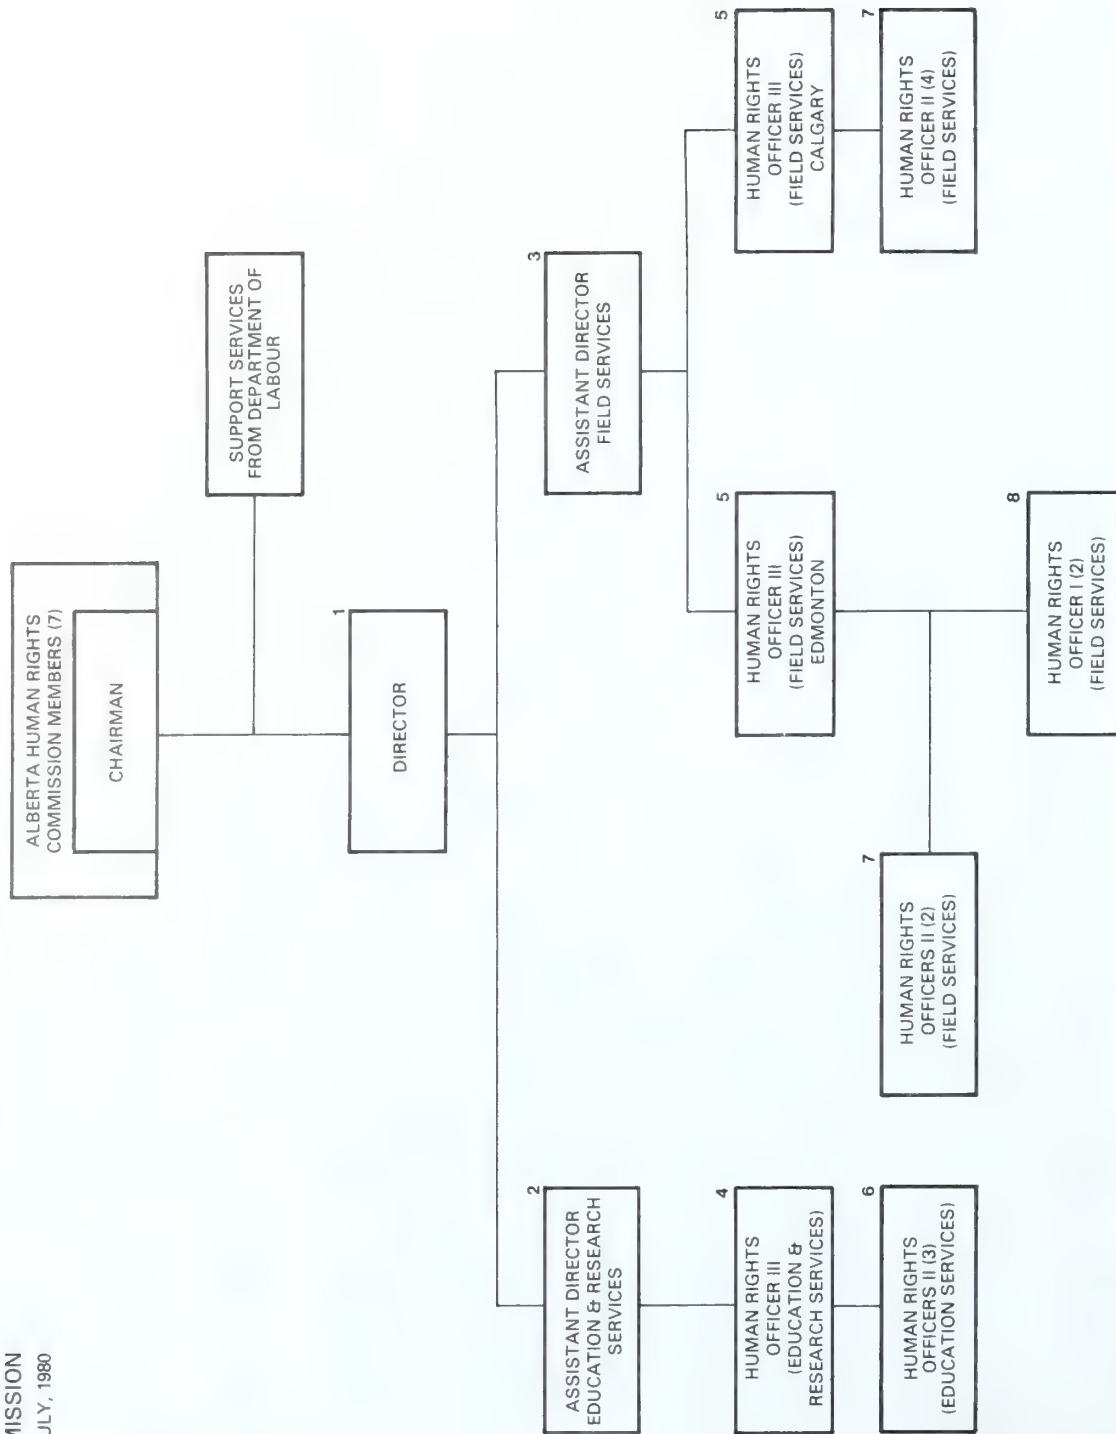 MISSION
ULY, 1980
ALBERTA HUMAN RIGHTS
COMMISSION MEMBERS (7)
CHAIRMAN
SUPPORT SERVICES
FROM DEPARTMENT OF
LABOUR
1
DIRECTOR
2
ASSISTANT DIRECTOR
EDUCATION & RESEARCH
SERVICES
3
ASSISTANT DIRECTOR
FIELD SERVICES
4
HUMAN RIGHTS
OFFICER III
(EDUCATION &
RESEARCH SERVICES)
5
HUMAN RIGHTS
OFFICER III
(FIELD SERVICES)
EDMONTON
5
HUMAN RIGHTS
OFFICER III
(FIELD SERVICES)
CALGARY
6
HUMAN RIGHTS
OFFICERS II (3)
(EDUCATION SERVICES)
7
HUMAN RIGHTS
OFFICERS II (2)
(FIELD SERVICES)
7
HUMAN RIGHTS
OFFICER II (4)
(FIELD SERVICES)
8
HUMAN RIGHTS
OFFICER I (2)
(FIELD SERVICES)